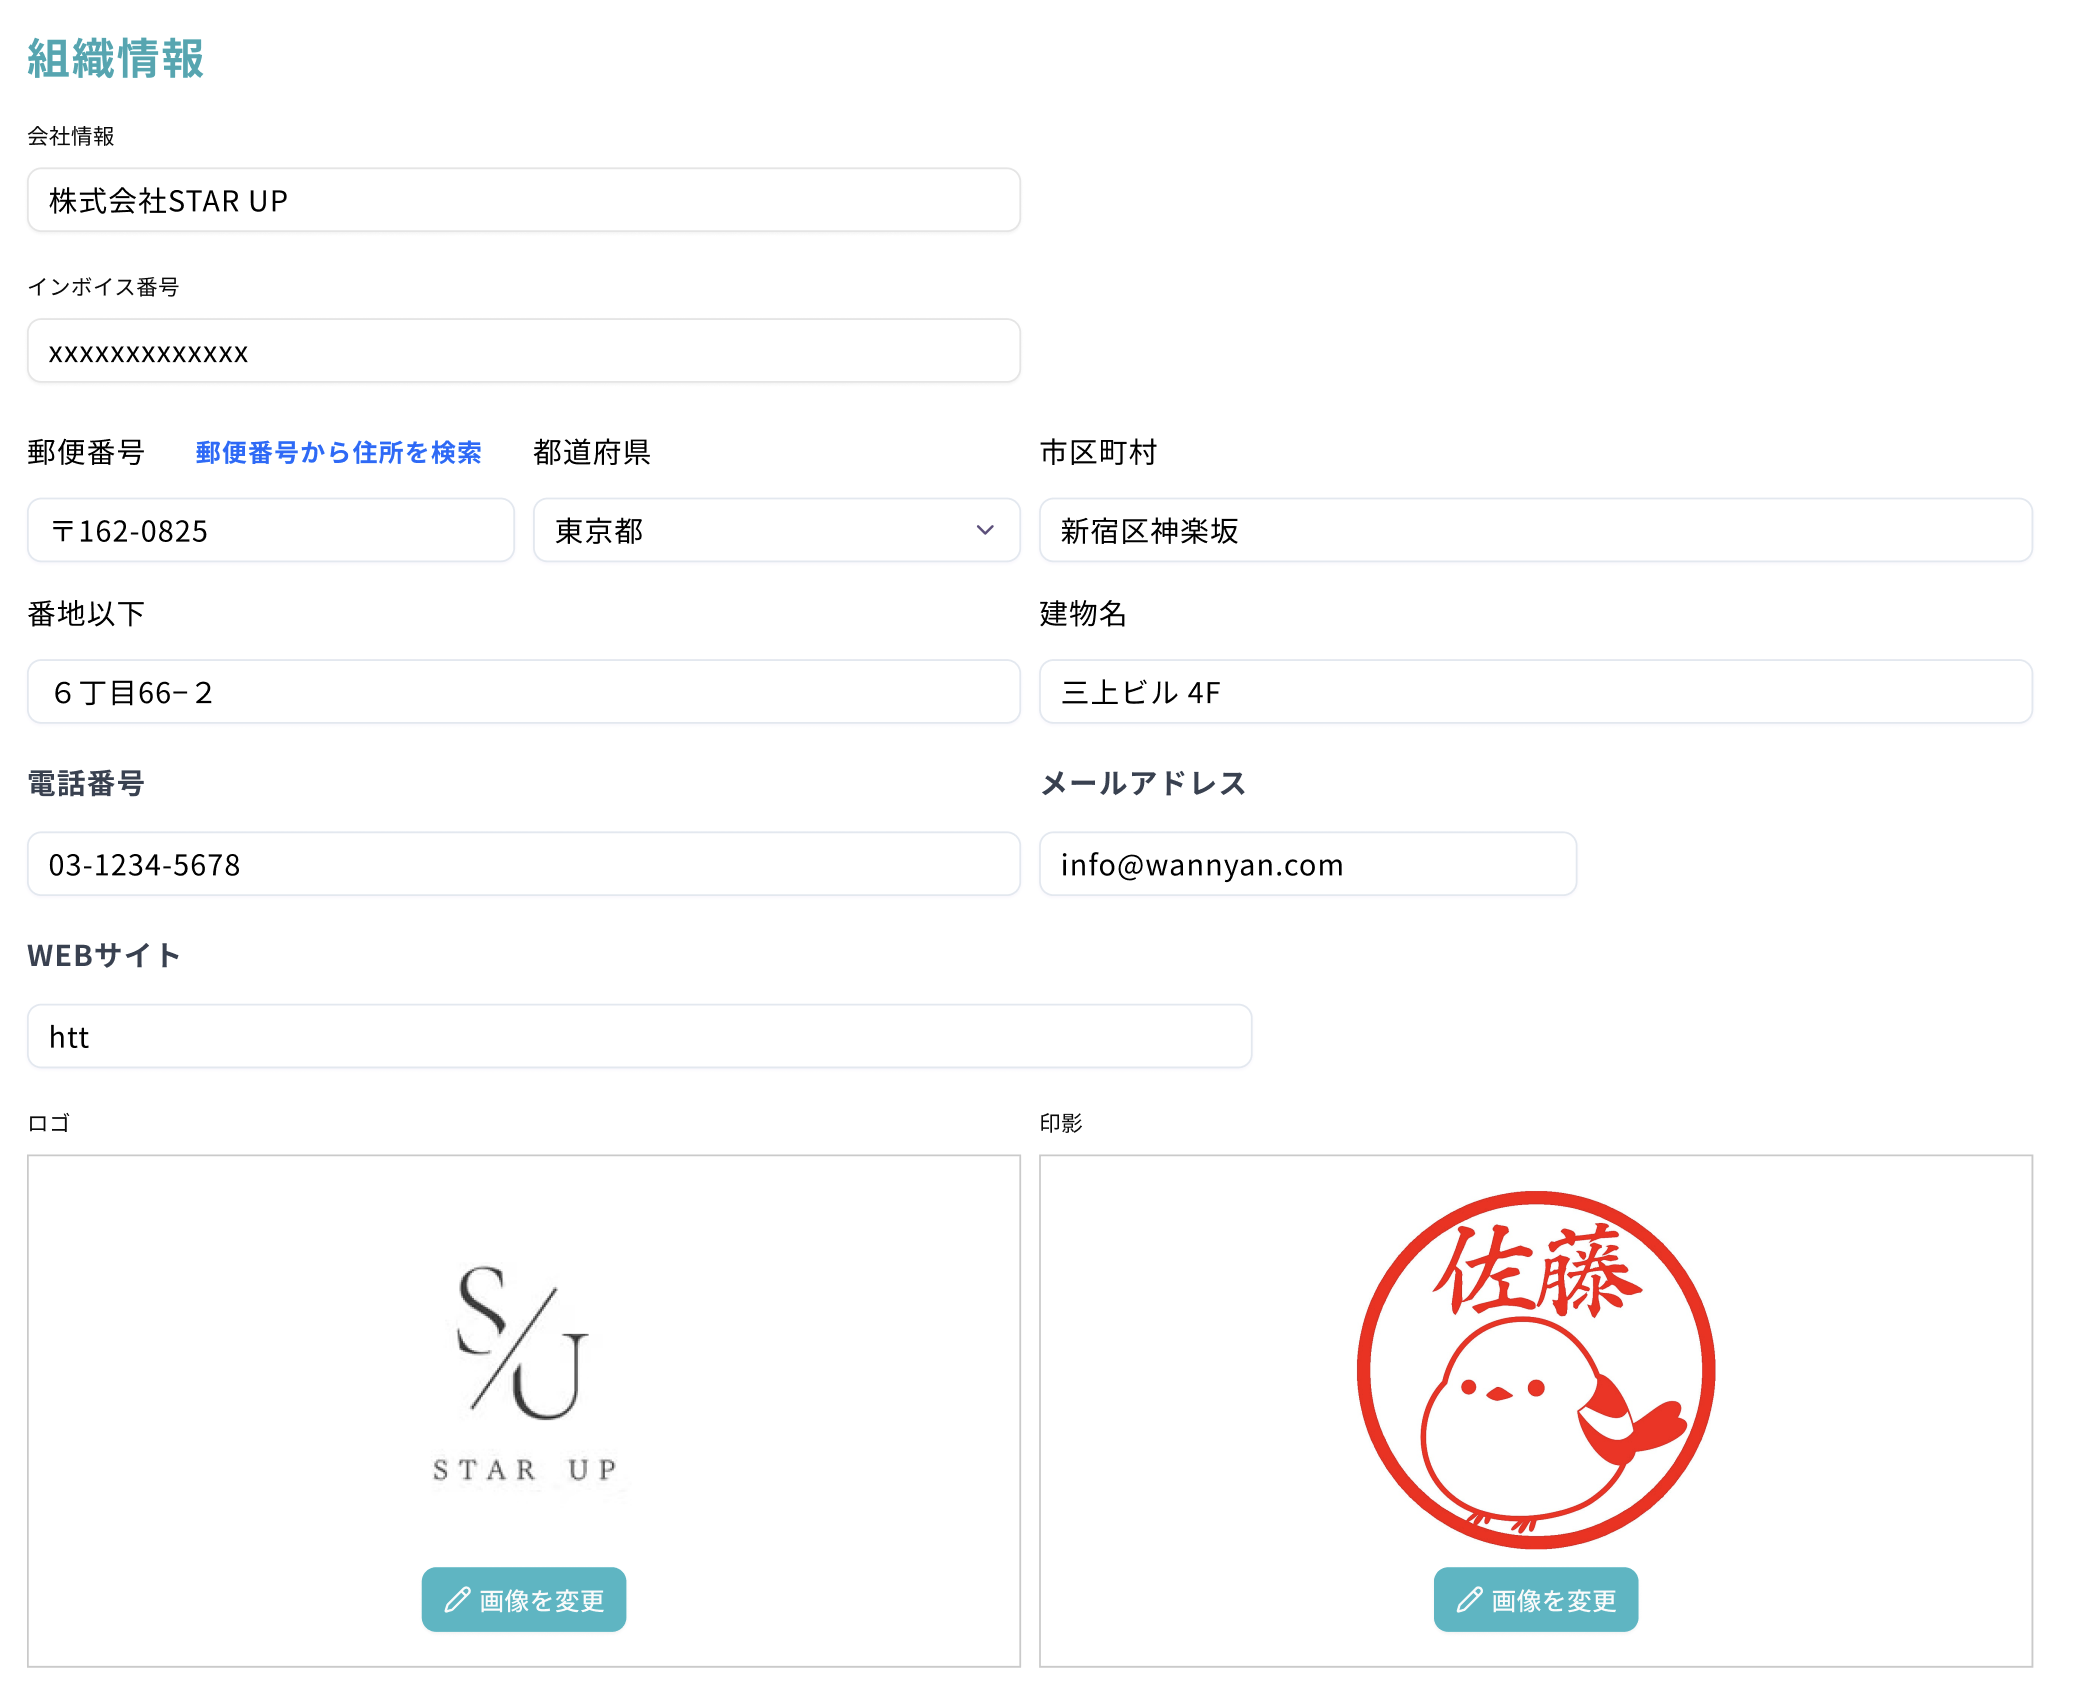 組織情報
会社情報
株式会社STAR UP
インボイス番号
xxxxxxxxxxxxx
郵便番号 郵便番号から住所を検索 都道府県 市区町村
〒162-0825 東京都 新宿区神楽坂
番地以下 建物名
６丁目66−２ 三上ビル 4F
電話番号 メールアドレス
03-1234-5678 info@wannyan.com
WEBサイト
htt
ロゴ 印影
佐藤
S/U
STAR UP
画像を変更 画像を変更